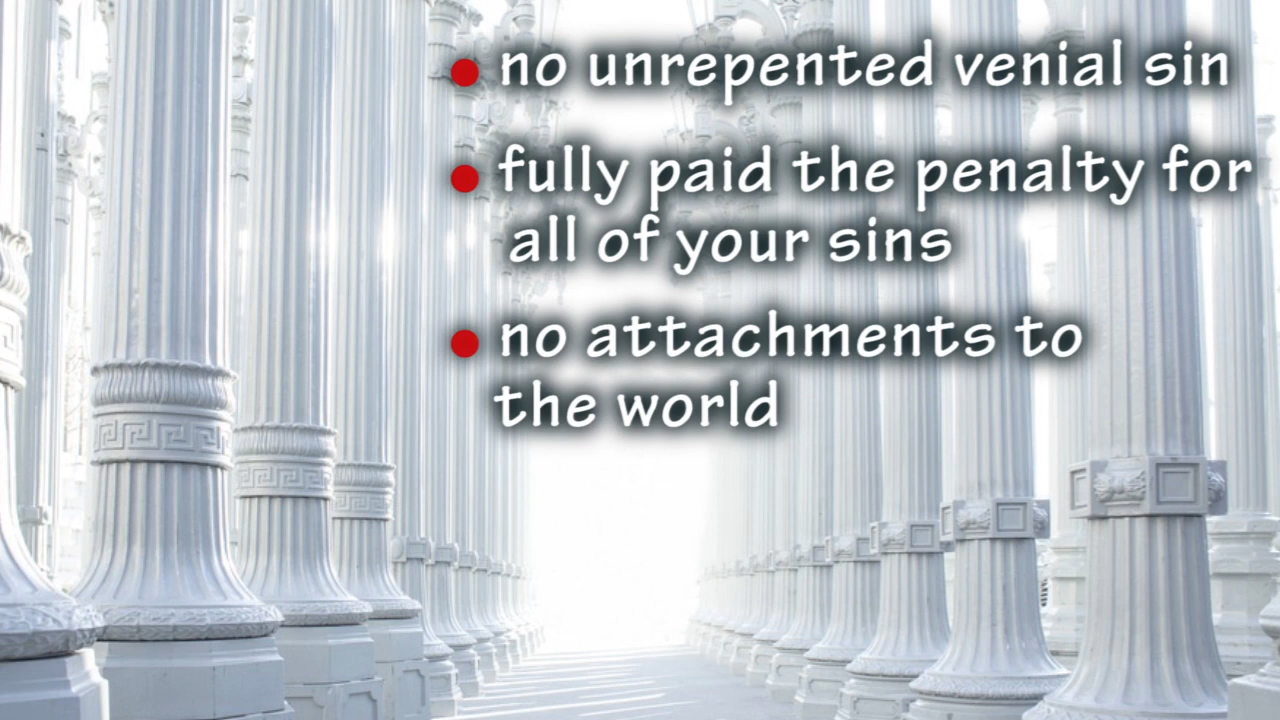 • no unrepented venial sin
• fully paid the penalty for
all of your sins
• no attachments to
the world